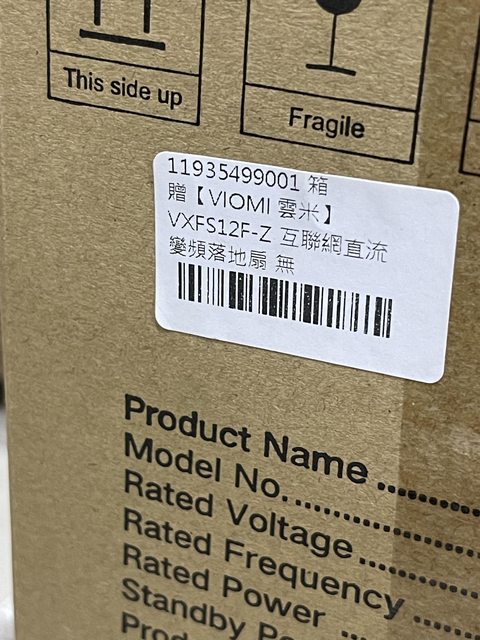 This side up
Fragile
11935499001 箱
贈【VIOMI 雲米】
VXFS12F-Z 互聯網直流
變頻落地扇 無
Product Name
Model No.
Rated Voltage
Rated Frequency
Rated Power
Standby